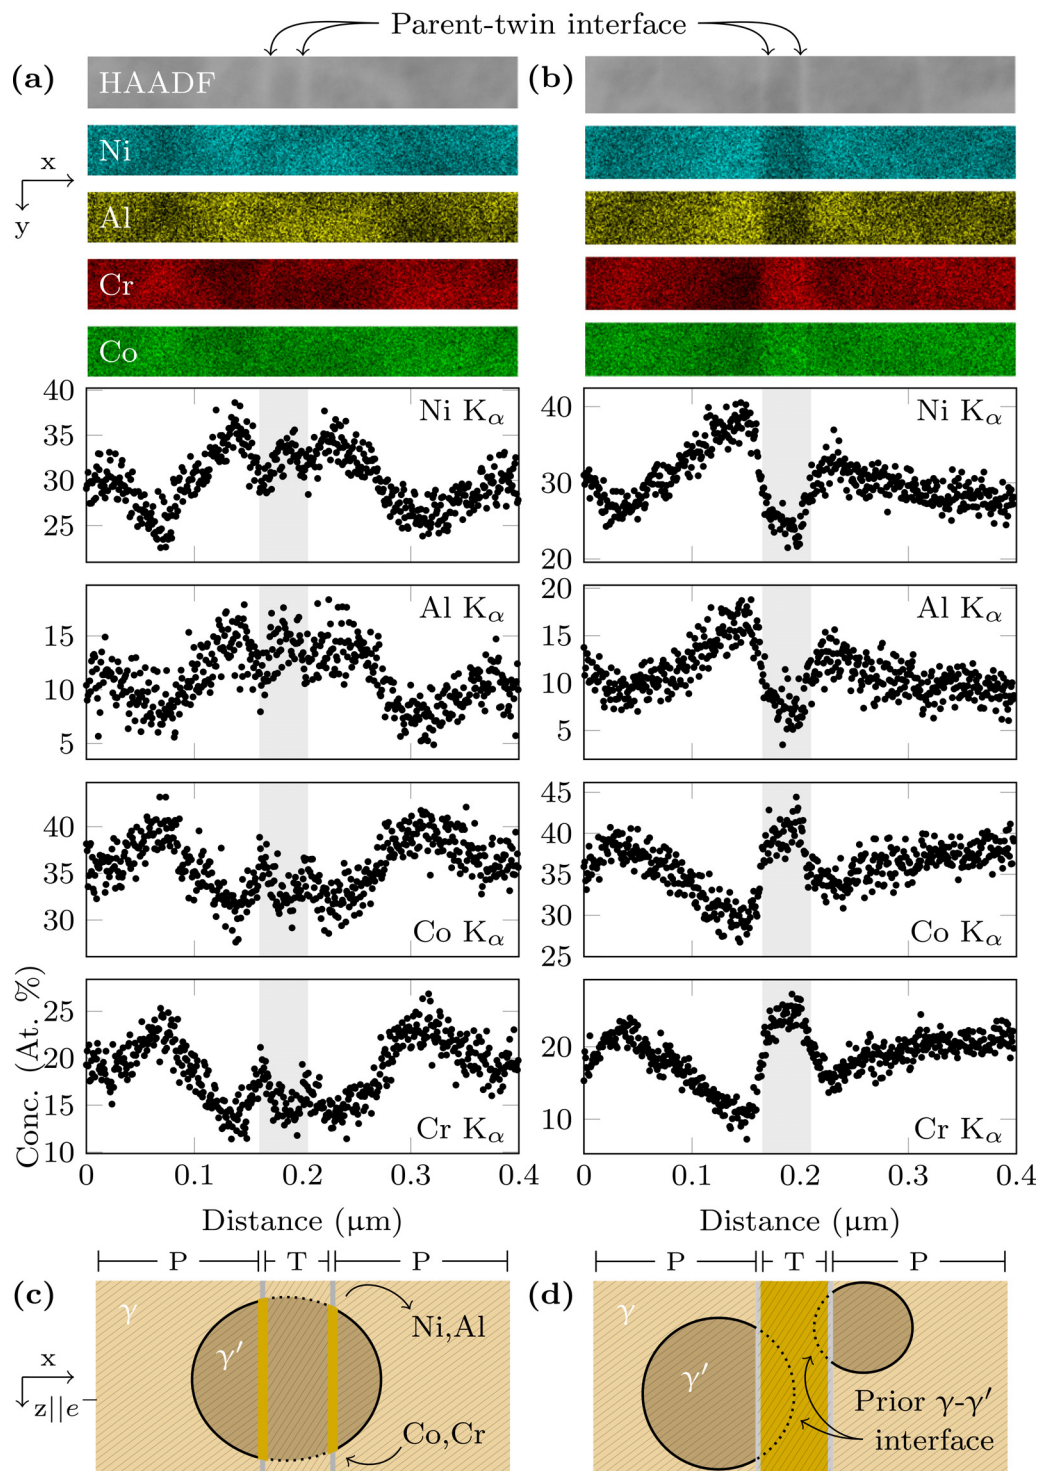 Parent-twin interface
(a)
HAADF
Ni
Al
Cr
Co
x
y
(b)
40
35
30
25
Ni Kα
15
10
5
Al Kα
40
35
30
Co Kα
25
20
15
10
Cr Kα
Conc. (At. %)
0 0.1 0.2 0.3 0.4
Distance (μm)
40
30
20
Ni Kα
20
15
10
5
Al Kα
45
40
35
30
25
Co Kα
20
10
Cr Kα
0 0.1 0.2 0.3 0.4
Distance (μm)
P T P
(c)
γ
γ′
Ni,Al
Co,Cr
x
z||e−
P T P
(d)
γ
γ′
Prior γ-γ′
interface